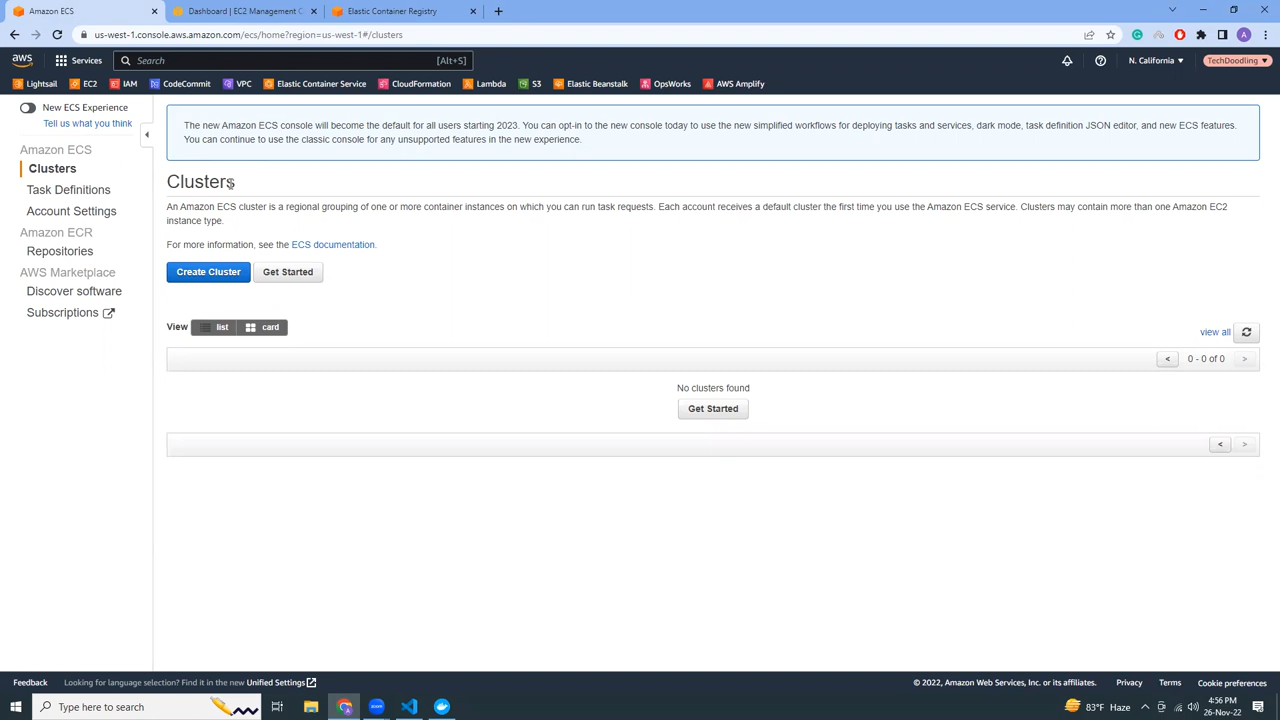 Amazon ECS
Dashboard | EC2 Management C
Elastic Container Registry
us-west-1.console.aws.amazon.com/ecs/home?region=us-west-1#/clusters
A
aws
Services
Search
[Alt+S]
N. California
TechDoodling
Lightsail
EC2
IAM
CodeCommit
VPC
Elastic Container Service
CloudFormation
Lambda
S3
Elastic Beanstalk
OpsWorks
AWS Amplify
New ECS Experience
Tell us what you think
Amazon ECS
Clusters
Task Definitions
Account Settings
Amazon ECR
Repositories
AWS Marketplace
Discover software
Subscriptions
The new Amazon ECS console will become the default for all users starting 2023. You can opt-in to the new console today to use the new simplified workflows for deploying tasks and services, dark mode, task definition JSON editor, and new ECS features.
You can continue to use the classic console for any unsupported features in the new experience.
Clusters
An Amazon ECS cluster is a regional grouping of one or more container instances on which you can run task requests. Each account receives a default cluster the first time you use the Amazon ECS service. Clusters may contain more than one Amazon EC2
instance type.
For more information, see the ECS documentation.
Create Cluster
Get Started
View
list
card
view all
< 0 - 0 of 0 >
No clusters found
Get Started
< >
Feedback
Looking for language selection? Find it in the new Unified Settings
© 2022, Amazon Web Services, Inc. or its affiliates.
Privacy
Terms
Cookie preferences
Type here to search
zoom
83°F Haze
4:56 PM
26-Nov-22